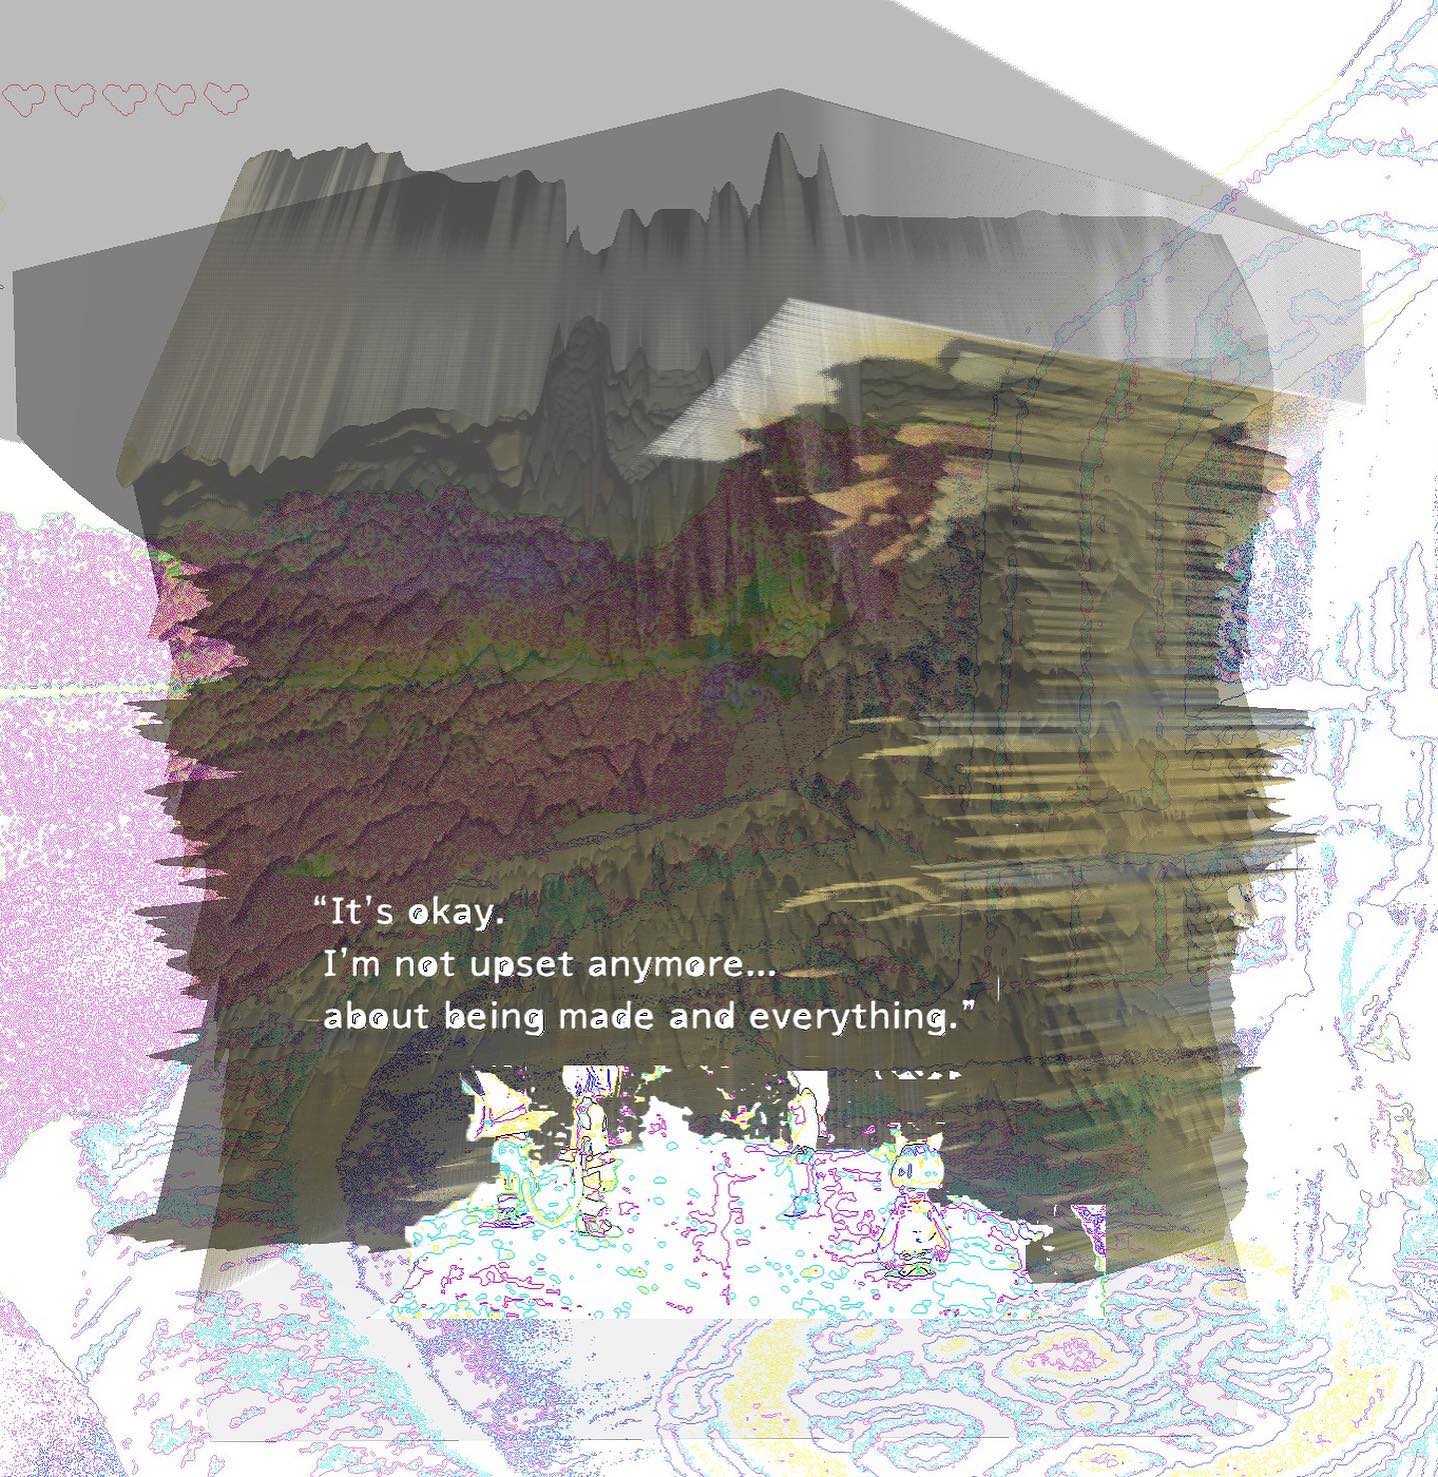 “It’s okay.
I’m not upset anymore...
about being made and everything.”